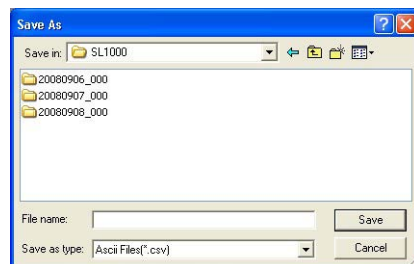 Save As
Save in: SL1000
20080906_000
20080907_000
20080908_000
File name: Save
Save as type: Ascii Files(*.csv) Cancel